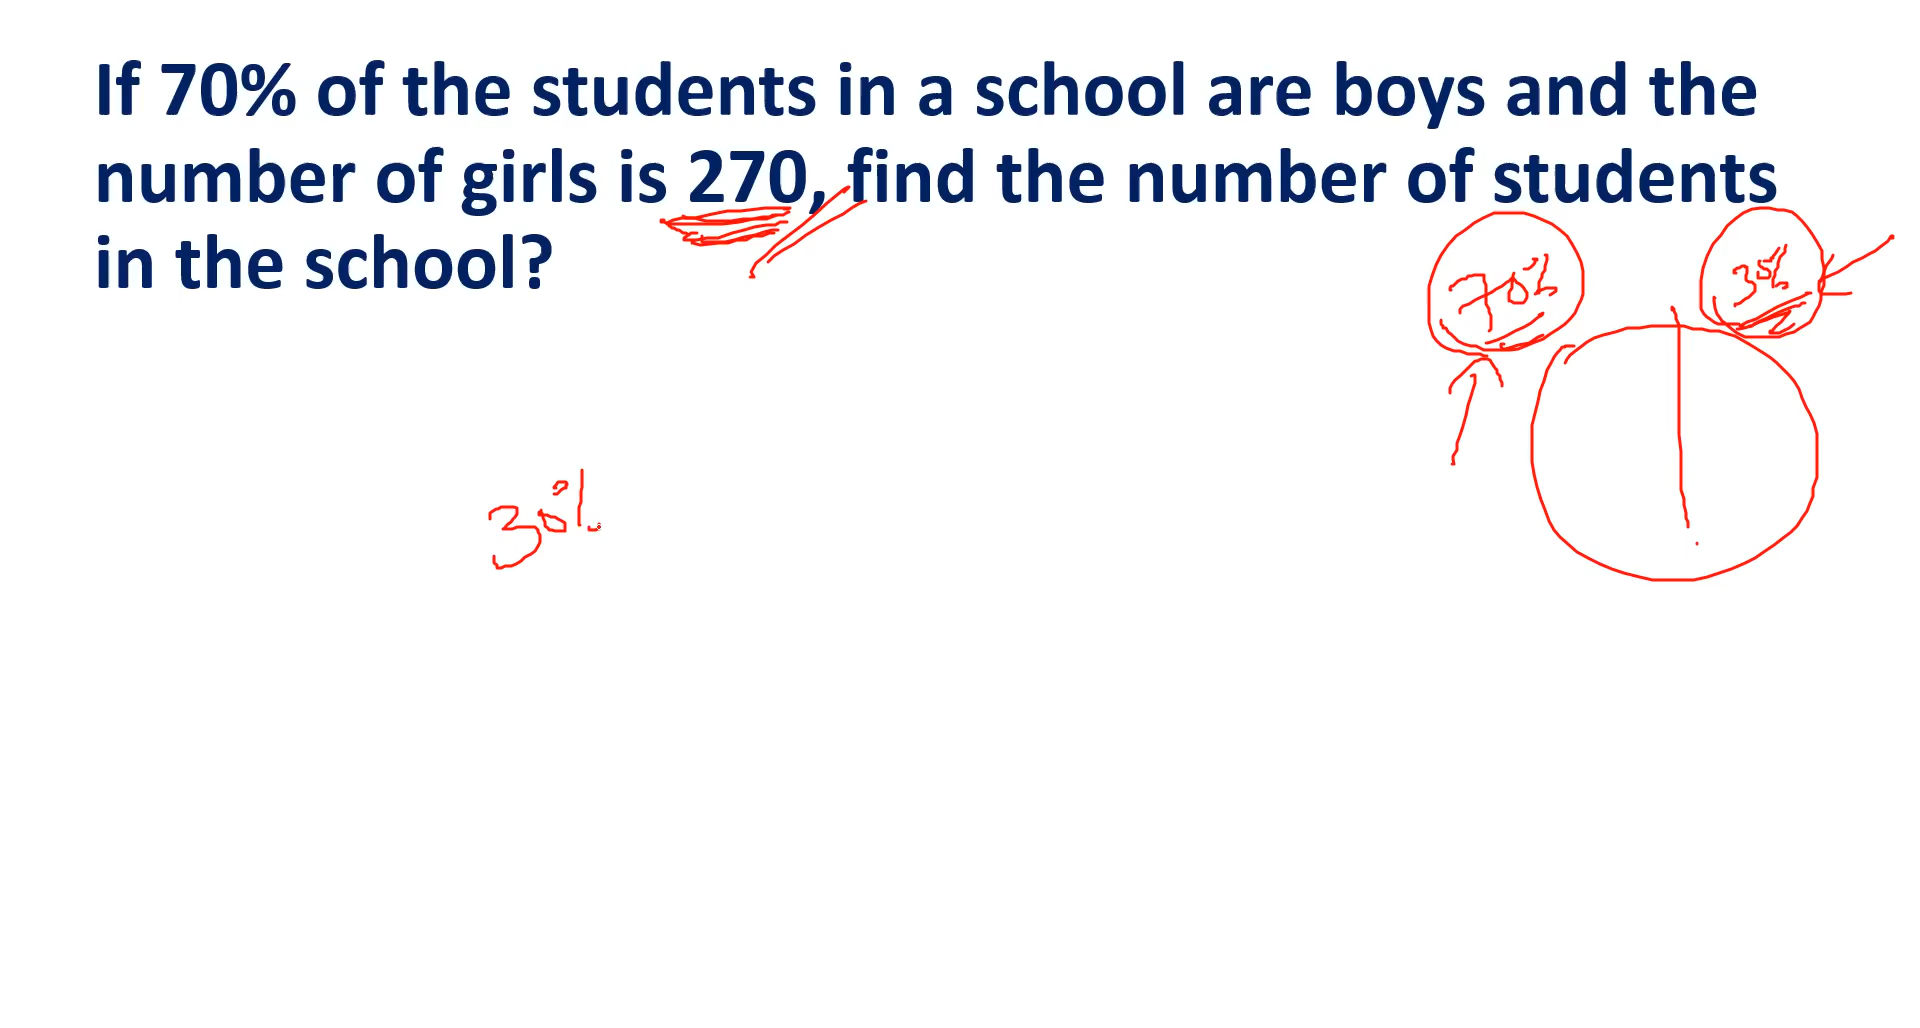 If 70% of the students in a school are boys and the
number of girls is 270, find the number of students
in the school?
70%
30%
30%